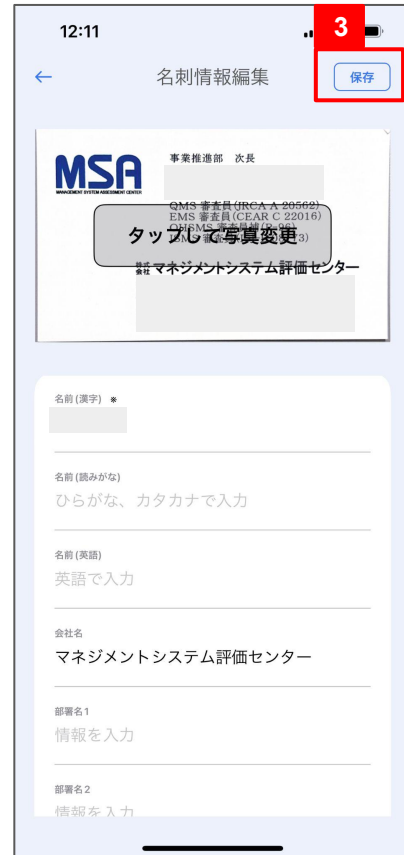 12:11
3
名刺情報編集
保存
MSA
MANAGEMENT SYSTEM ASSESSMENT CENTER
事業推進部 次長
QMS 審査員(JRCA A 20562)
EMS 審査員(CEAR C 22016)
タップして写真変更
株式会社 マネジメントシステム評価センター
名前(漢字) ※
名前(読みがな)
ひらがな、カタカナで入力
名前(英語)
英語で入力
会社名
マネジメントシステム評価センター
部署名1
情報を入力
部署名2
情報を入力